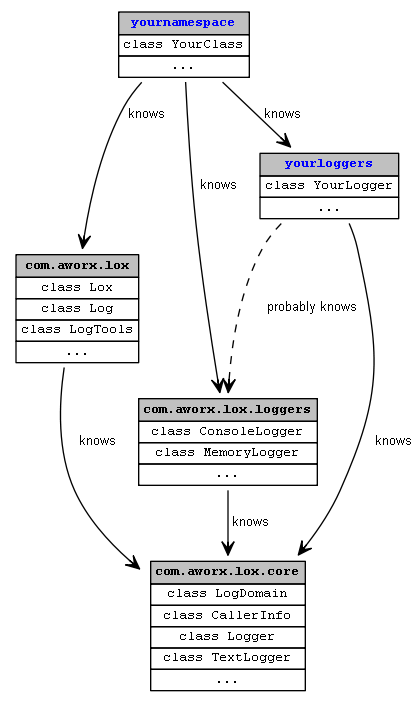 yournamespace
class YourClass
...
knows
knows
knows
yourloggers
class YourLogger
...
com.aworx.lox
class Lox
class Log
class LogTools
...
probably knows
com.aworx.lox.loggers
class ConsoleLogger
class MemoryLogger
...
knows
knows
knows
com.aworx.lox.core
class LogDomain
class CallerInfo
class Logger
class TextLogger
...